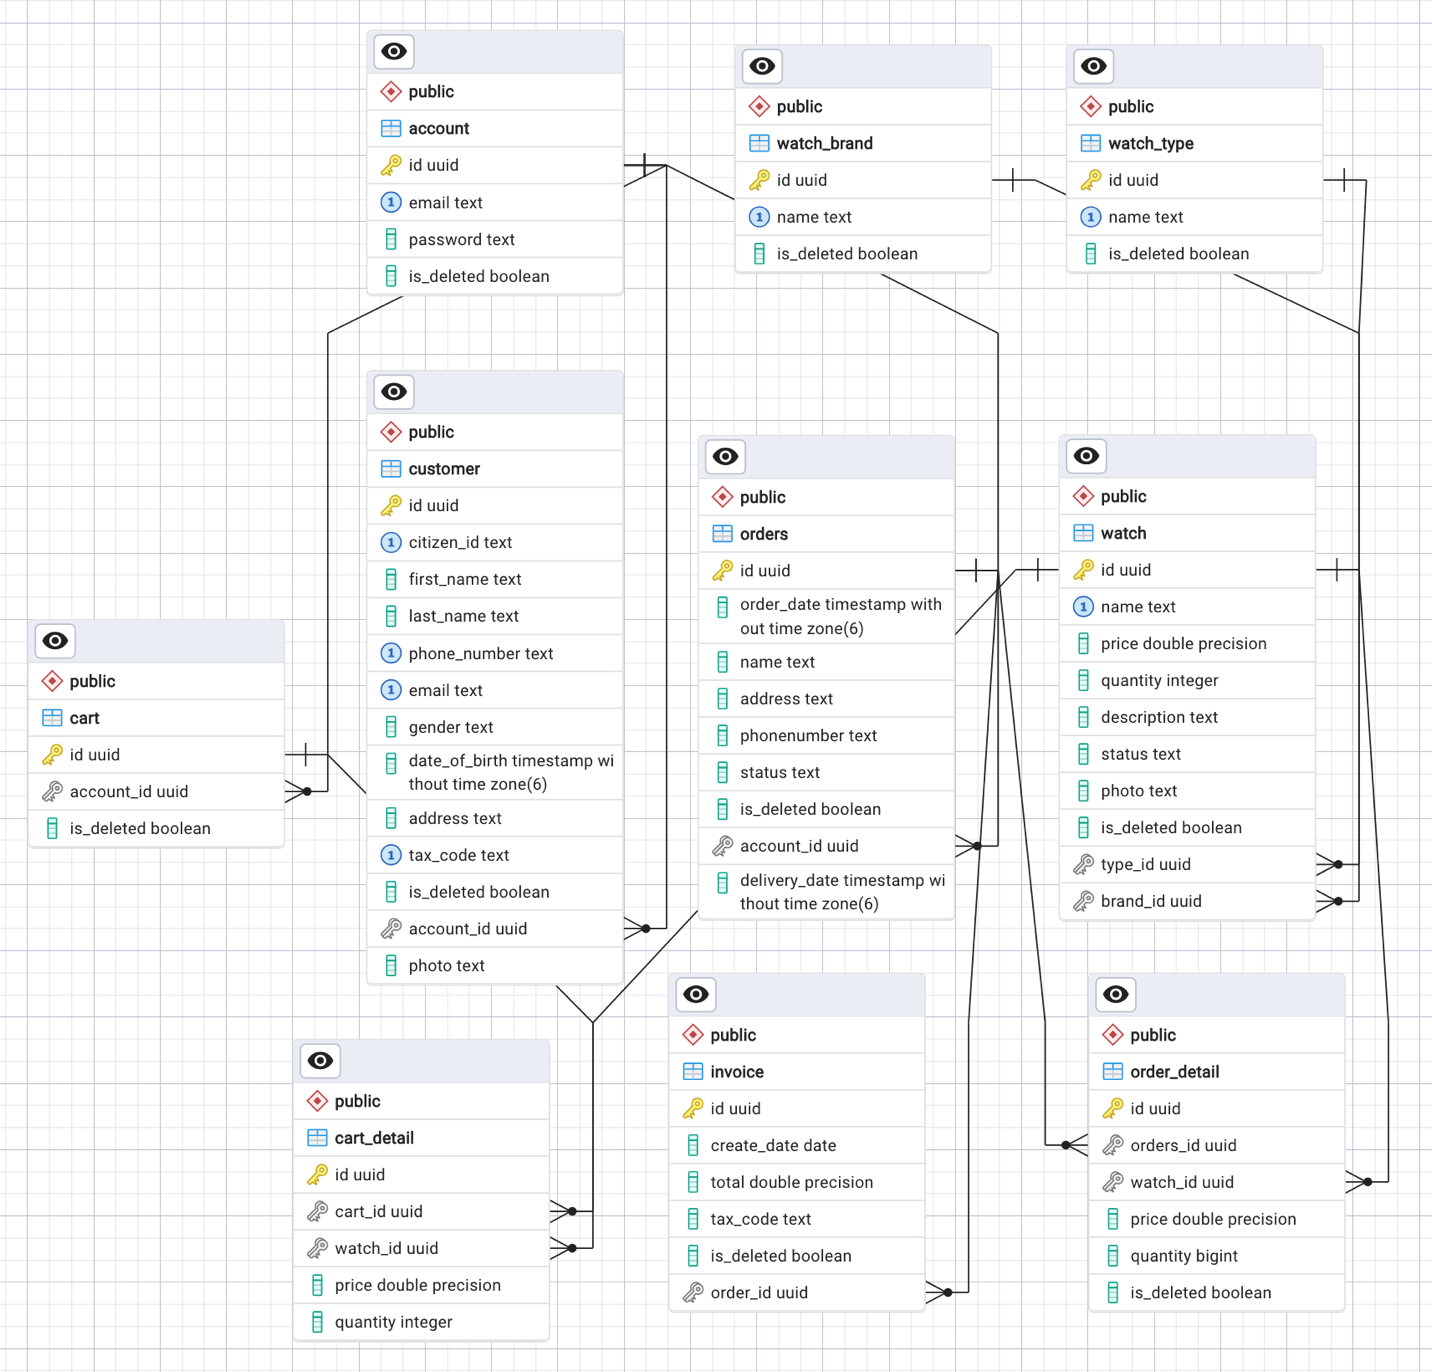 public
account
id uuid
email text
password text
is_deleted boolean
public
watch_brand
id uuid
name text
is_deleted boolean
public
watch_type
id uuid
name text
is_deleted boolean
public
customer
id uuid
citizen_id text
first_name text
last_name text
phone_number text
email text
gender text
date_of_birth timestamp wi
thout time zone(6)
address text
tax_code text
is_deleted boolean
account_id uuid
photo text
public
orders
id uuid
order_date timestamp with
out time zone(6)
name text
address text
phonenumber text
status text
is_deleted boolean
account_id uuid
delivery_date timestamp wi
thout time zone(6)
public
watch
id uuid
name text
price double precision
quantity integer
description text
status text
photo text
is_deleted boolean
type_id uuid
brand_id uuid
public
cart
id uuid
account_id uuid
is_deleted boolean
public
cart_detail
id uuid
cart_id uuid
watch_id uuid
price double precision
quantity integer
public
invoice
id uuid
create_date date
total double precision
tax_code text
is_deleted boolean
order_id uuid
public
order_detail
id uuid
orders_id uuid
watch_id uuid
price double precision
quantity bigint
is_deleted boolean